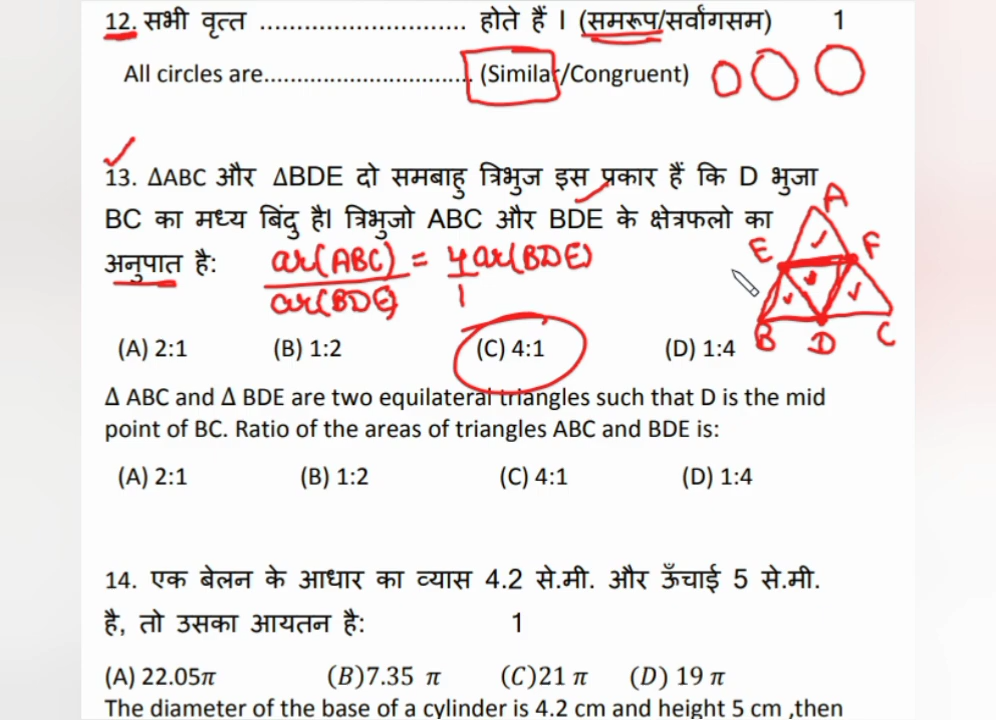 12. सभी वृत्त .............................. होते हैं । (समरूप/सर्वांगसम) 1
All circles are............................... (Similar/Congruent)
13. ΔABC और ΔBDE दो समबाहु त्रिभुज इस प्रकार हैं कि D भुजा
BC का मध्य बिंदु है। त्रिभुजो ABC और BDE के क्षेत्रफलो का
अनुपात है:
ar(ABC) = 4 ar(BDE)
ar(BDE) 1
A
E F
B D C
(A) 2:1 (B) 1:2 (C) 4:1 (D) 1:4
Δ ABC and Δ BDE are two equilateral triangles such that D is the mid
point of BC. Ratio of the areas of triangles ABC and BDE is:
(A) 2:1 (B) 1:2 (C) 4:1 (D) 1:4
14. एक बेलन के आधार का व्यास 4.2 से.मी. और ऊँचाई 5 से.मी.
है, तो उसका आयतन है: 1
(A) 22.05π (B)7.35 π (C)21 π (D) 19 π
The diameter of the base of a cylinder is 4.2 cm and height 5 cm ,then